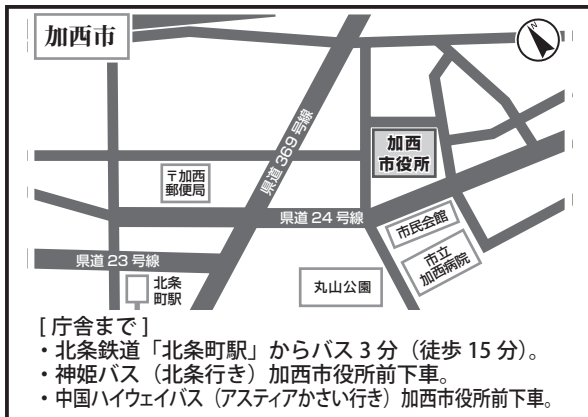 加西市
N
県道369号線
加西
市役所
〒加西
郵便局
県道24号線
市民会館
市立
加西病院
県道23号線
北条
町駅
丸山公園
[庁舎まで]
・北条鉄道「北条町駅」からバス3分（徒歩15分）。
・神姫バス（北条行き）加西市役所前下車。
・中国ハイウェイバス（アスティアかさい行き）加西市役所前下車。